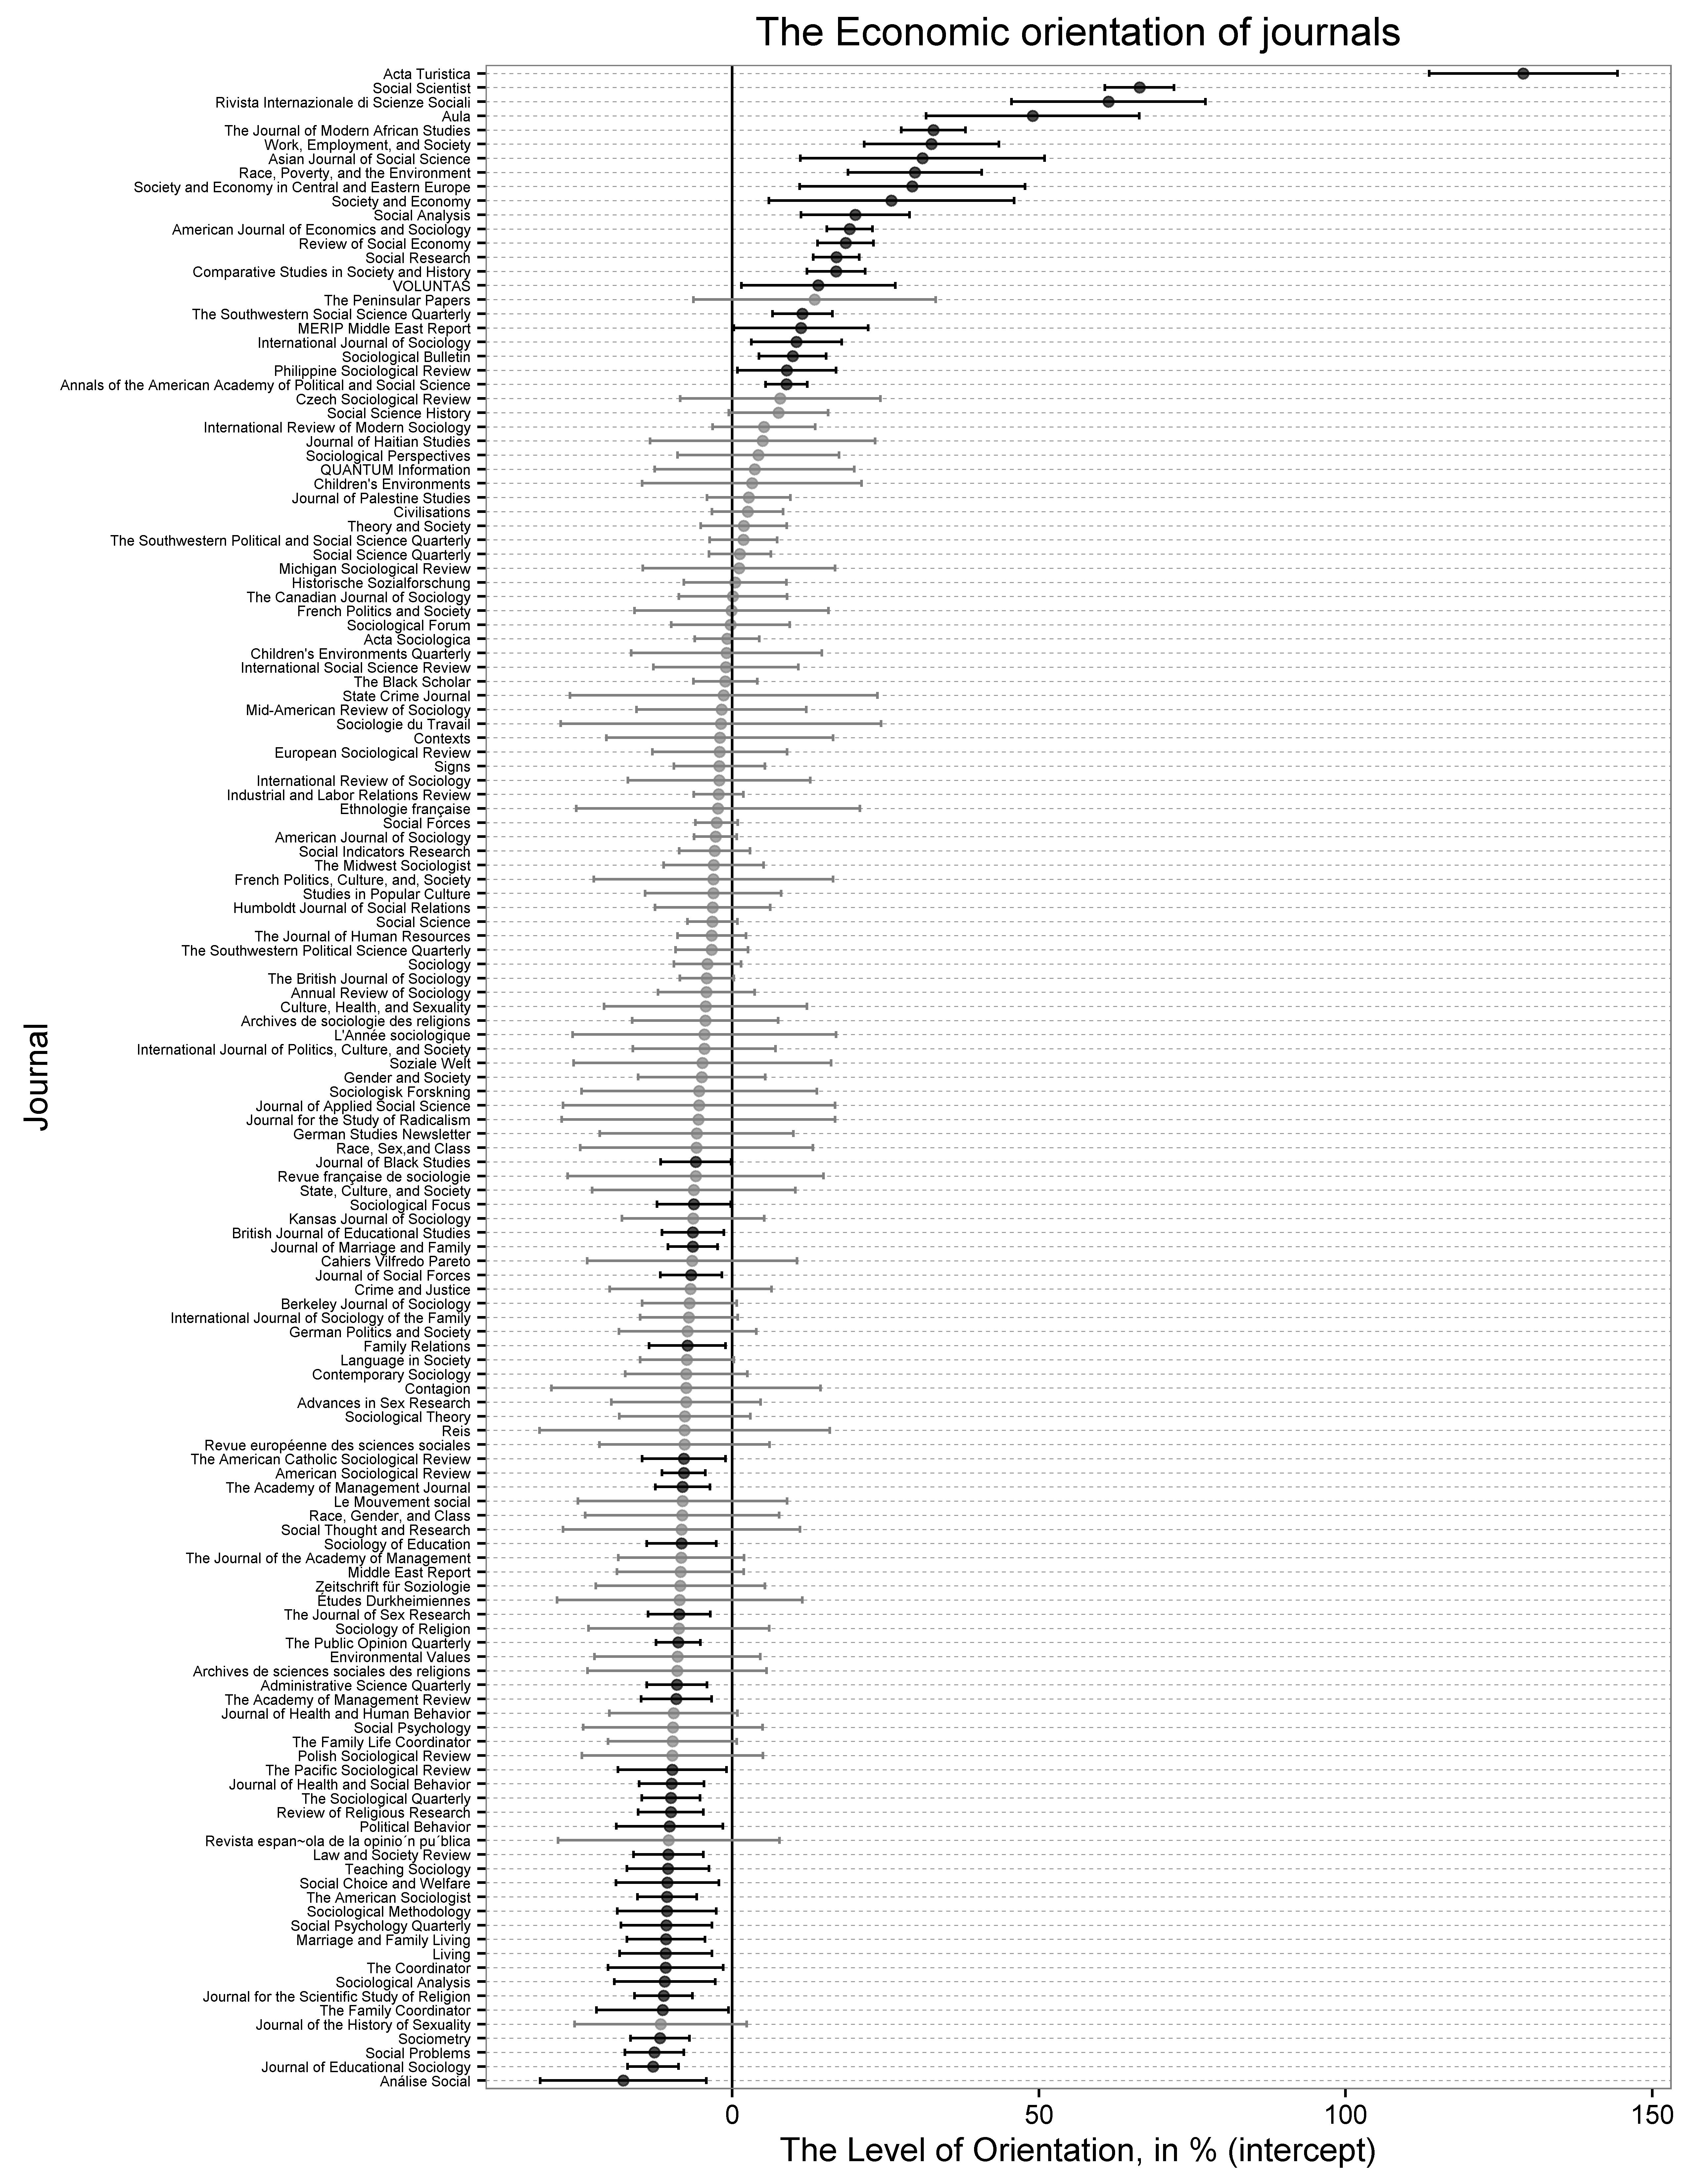 The Economic orientation of journals
Acta Turistica
Social Scientist
Rivista Internazionale di Scienze Sociali
Aula
The Journal of Modern African Studies
Work, Employment, and Society
Asian Journal of Social Science
Race, Poverty, and the Environment
Society and Economy in Central and Eastern Europe
Society and Economy
Social Analysis
American Journal of Economics and Sociology
Review of Social Economy
Social Research
Comparative Studies in Society and History
VOLUNTAS
The Peninsular Papers
The Southwestern Social Science Quarterly
MERIP Middle East Report
International Journal of Sociology
Sociological Bulletin
Philippine Sociological Review
Annals of the American Academy of Political and Social Science
Czech Sociological Review
Social Science History
International Review of Modern Sociology
Journal of Haitian Studies
Sociological Perspectives
QUANTUM Information
Children's Environments
Journal of Palestine Studies
Civilisations
Theory and Society
The Southwestern Political and Social Science Quarterly
Social Science Quarterly
Michigan Sociological Review
Historische Sozialforschung
The Canadian Journal of Sociology
French Politics and Society
Sociological Forum
Acta Sociologica
Children's Environments Quarterly
International Social Science Review
The Black Scholar
State Crime Journal
Mid-American Review of Sociology
Sociologie du Travail
Contexts
European Sociological Review
Signs
International Review of Sociology
Industrial and Labor Relations Review
Ethnologie française
Social Forces
American Journal of Sociology
Social Indicators Research
The Midwest Sociologist
French Politics, Culture, and, Society
Studies in Popular Culture
Humboldt Journal of Social Relations
Social Science
The Journal of Human Resources
The Southwestern Political Science Quarterly
Sociology
The British Journal of Sociology
Annual Review of Sociology
Culture, Health, and Sexuality
Archives de sociologie des religions
L'Année sociologique
International Journal of Politics, Culture, and Society
Soziale Welt
Gender and Society
Sociologisk Forskning
Journal of Applied Social Science
Journal for the Study of Radicalism
German Studies Newsletter
Race, Sex,and Class
Journal of Black Studies
Revue française de sociologie
State, Culture, and Society
Sociological Focus
Kansas Journal of Sociology
British Journal of Educational Studies
Journal of Marriage and Family
Cahiers Vilfredo Pareto
Journal of Social Forces
Crime and Justice
Berkeley Journal of Sociology
International Journal of Sociology of the Family
German Politics and Society
Family Relations
Language in Society
Contemporary Sociology
Contagion
Advances in Sex Research
Sociological Theory
Reis
Revue européenne des sciences sociales
The American Catholic Sociological Review
American Sociological Review
The Academy of Management Journal
Le Mouvement social
Race, Gender, and Class
Social Thought and Research
Sociology of Education
The Journal of the Academy of Management
Middle East Report
Zeitschrift für Soziologie
Études Durkheimiennes
The Journal of Sex Research
Sociology of Religion
The Public Opinion Quarterly
Environmental Values
Archives de sciences sociales des religions
Administrative Science Quarterly
The Academy of Management Review
Journal of Health and Human Behavior
Social Psychology
The Family Life Coordinator
Polish Sociological Review
The Pacific Sociological Review
Journal of Health and Social Behavior
The Sociological Quarterly
Review of Religious Research
Political Behavior
Revista espan~ola de la opinio´n pu´blica
Law and Society Review
Teaching Sociology
Social Choice and Welfare
The American Sociologist
Sociological Methodology
Social Psychology Quarterly
Marriage and Family Living
Living
The Coordinator
Sociological Analysis
Journal for the Scientific Study of Religion
The Family Coordinator
Journal of the History of Sexuality
Sociometry
Social Problems
Journal of Educational Sociology
Análise Social
Journal
0 50 100 150
The Level of Orientation, in % (intercept)